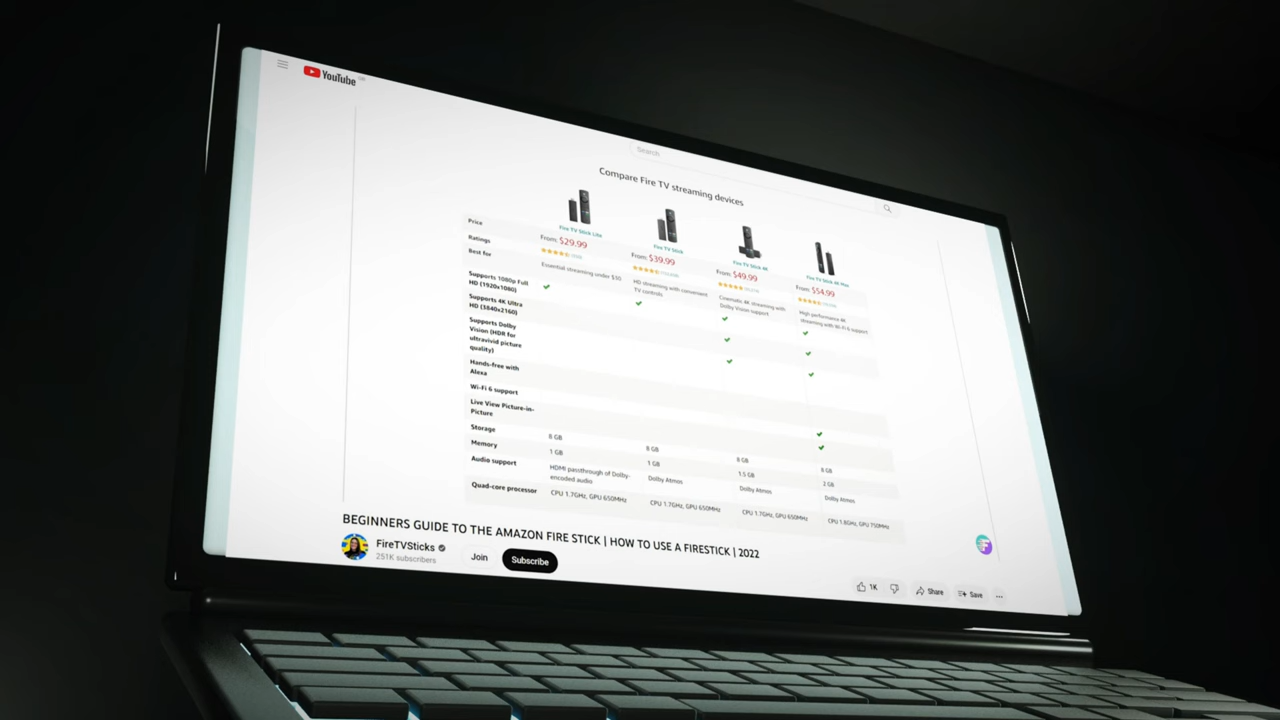 YouTube
Search
Compare Fire TV streaming devices
Fire TV Stick Lite
Fire TV Stick
Fire TV Stick 4K
Fire TV Stick 4K Max
Price
From: $29.99
From: $39.99
From: $49.99
From: $54.99
Ratings
Best for
Essential streaming under $30
HD streaming with convenient
TV controls
Cinematic 4K streaming with
Dolby Vision support
High performance 4K
streaming with Wi-Fi 6 support
Supports 1080p Full
HD (1920x1080)
Supports 4K Ultra
HD (3840x2160)
Supports Dolby
Vision (HDR for
ultravivid picture
quality)
Hands-free with
Alexa
Wi-Fi 6 support
Live View Picture-in-
Picture
Storage
8 GB
8 GB
8 GB
8 GB
Memory
1 GB
1 GB
1.5 GB
2 GB
Audio support
HDMI passthrough of Dolby-
encoded audio
Dolby Atmos
Dolby Atmos
Dolby Atmos
Quad-core processor
CPU 1.7GHz, GPU 650MHz
CPU 1.7GHz, GPU 650MHz
CPU 1.7GHz, GPU 650MHz
CPU 1.8GHz, GPU 750MHz
BEGINNERS GUIDE TO THE AMAZON FIRE STICK | HOW TO USE A FIRESTICK | 2022
FireTVSticks
251K subscribers
Join
Subscribe
1K
Share
Save